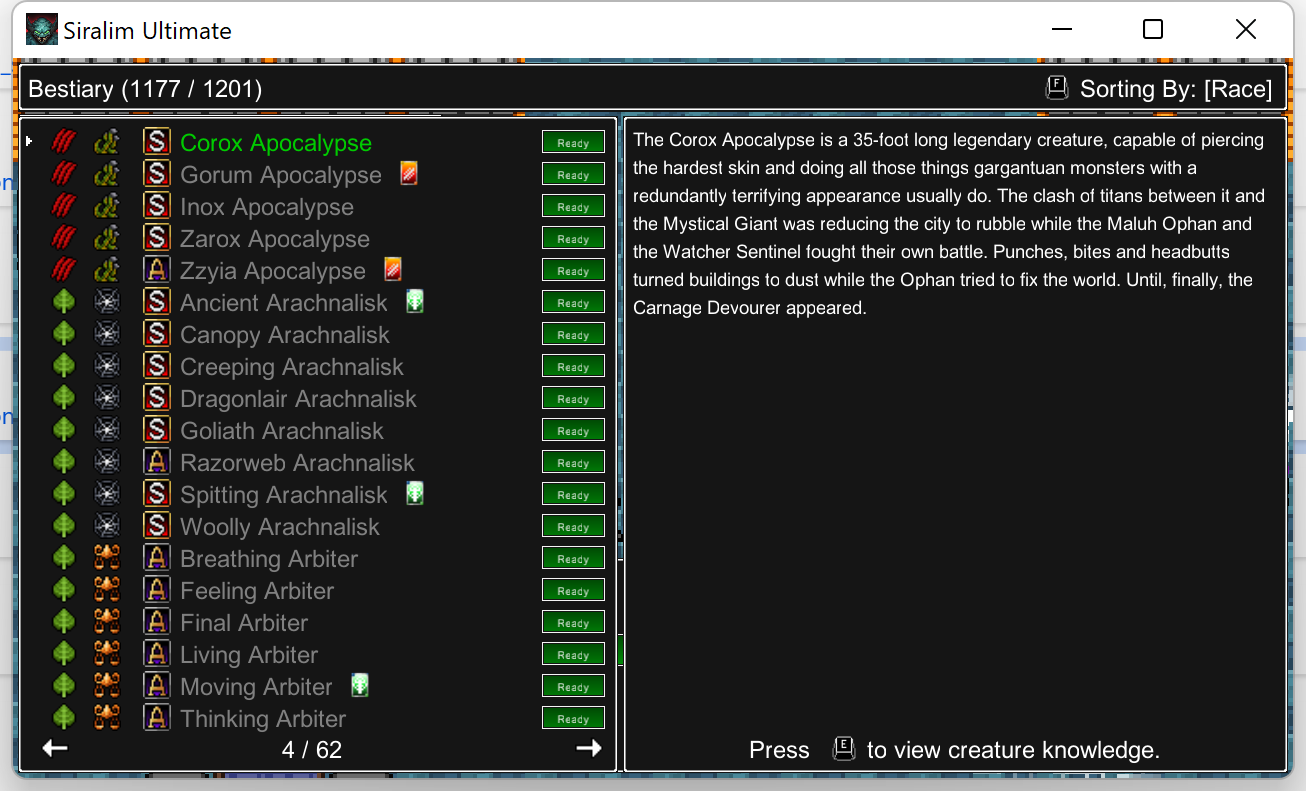 Siralim Ultimate
Bestiary (1177 / 1201)
F Sorting By: [Race]
S Corox Apocalypse Ready
S Gorum Apocalypse Ready
S Inox Apocalypse Ready
S Zarox Apocalypse Ready
A Zzyia Apocalypse Ready
S Ancient Arachnalisk Ready
S Canopy Arachnalisk Ready
S Creeping Arachnalisk Ready
S Dragonlair Arachnalisk Ready
S Goliath Arachnalisk Ready
A Razorweb Arachnalisk Ready
S Spitting Arachnalisk Ready
S Woolly Arachnalisk Ready
A Breathing Arbiter Ready
A Feeling Arbiter Ready
A Final Arbiter Ready
A Living Arbiter Ready
A Moving Arbiter Ready
A Thinking Arbiter Ready
4 / 62
The Corox Apocalypse is a 35-foot long legendary creature, capable of piercing
the hardest skin and doing all those things gargantuan monsters with a
redundantly terrifying appearance usually do. The clash of titans between it and
the Mystical Giant was reducing the city to rubble while the Maluh Ophan and
the Watcher Sentinel fought their own battle. Punches, bites and headbutts
turned buildings to dust while the Ophan tried to fix the world. Until, finally, the
Carnage Devourer appeared.
Press E to view creature knowledge.